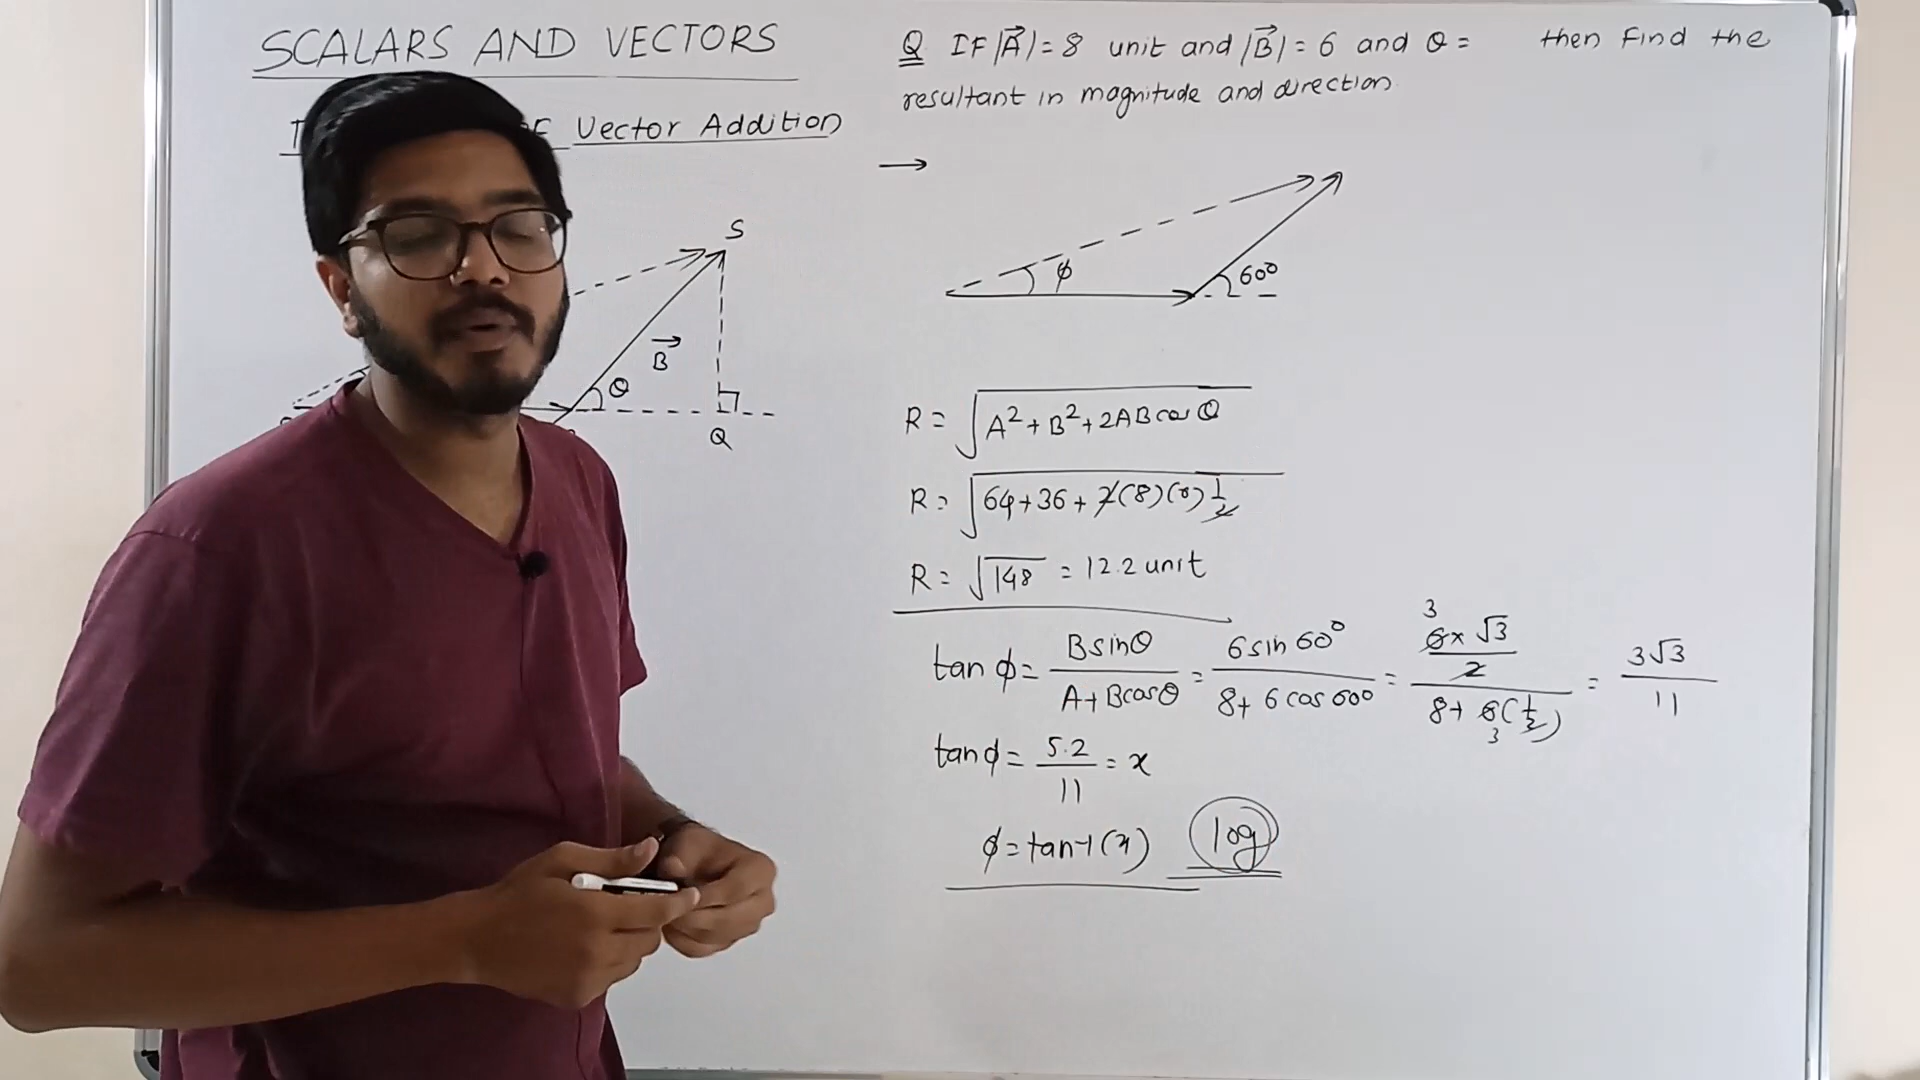 SCALARS AND VECTORS
Vector Addition
S
B
θ
Q
Q IF |A| = 8 unit and |B| = 6 and θ = then find the
resultant in magnitude and direction.
→
ϕ
60°
R = √A² + B² + 2AB cos θ
R = √64 + 36 + 2(8)(6) 1/2
R = √148 = 12.2 unit
tan ϕ = B sinθ / A + B cosθ = 6 sin 60° / 8 + 6 cos 60° = 3 6 × √3 / 2 / 8 + 6(1/2) 3 = 3√3 / 11
tan ϕ = 5.2 / 11 = x
ϕ = tan-1(x) log